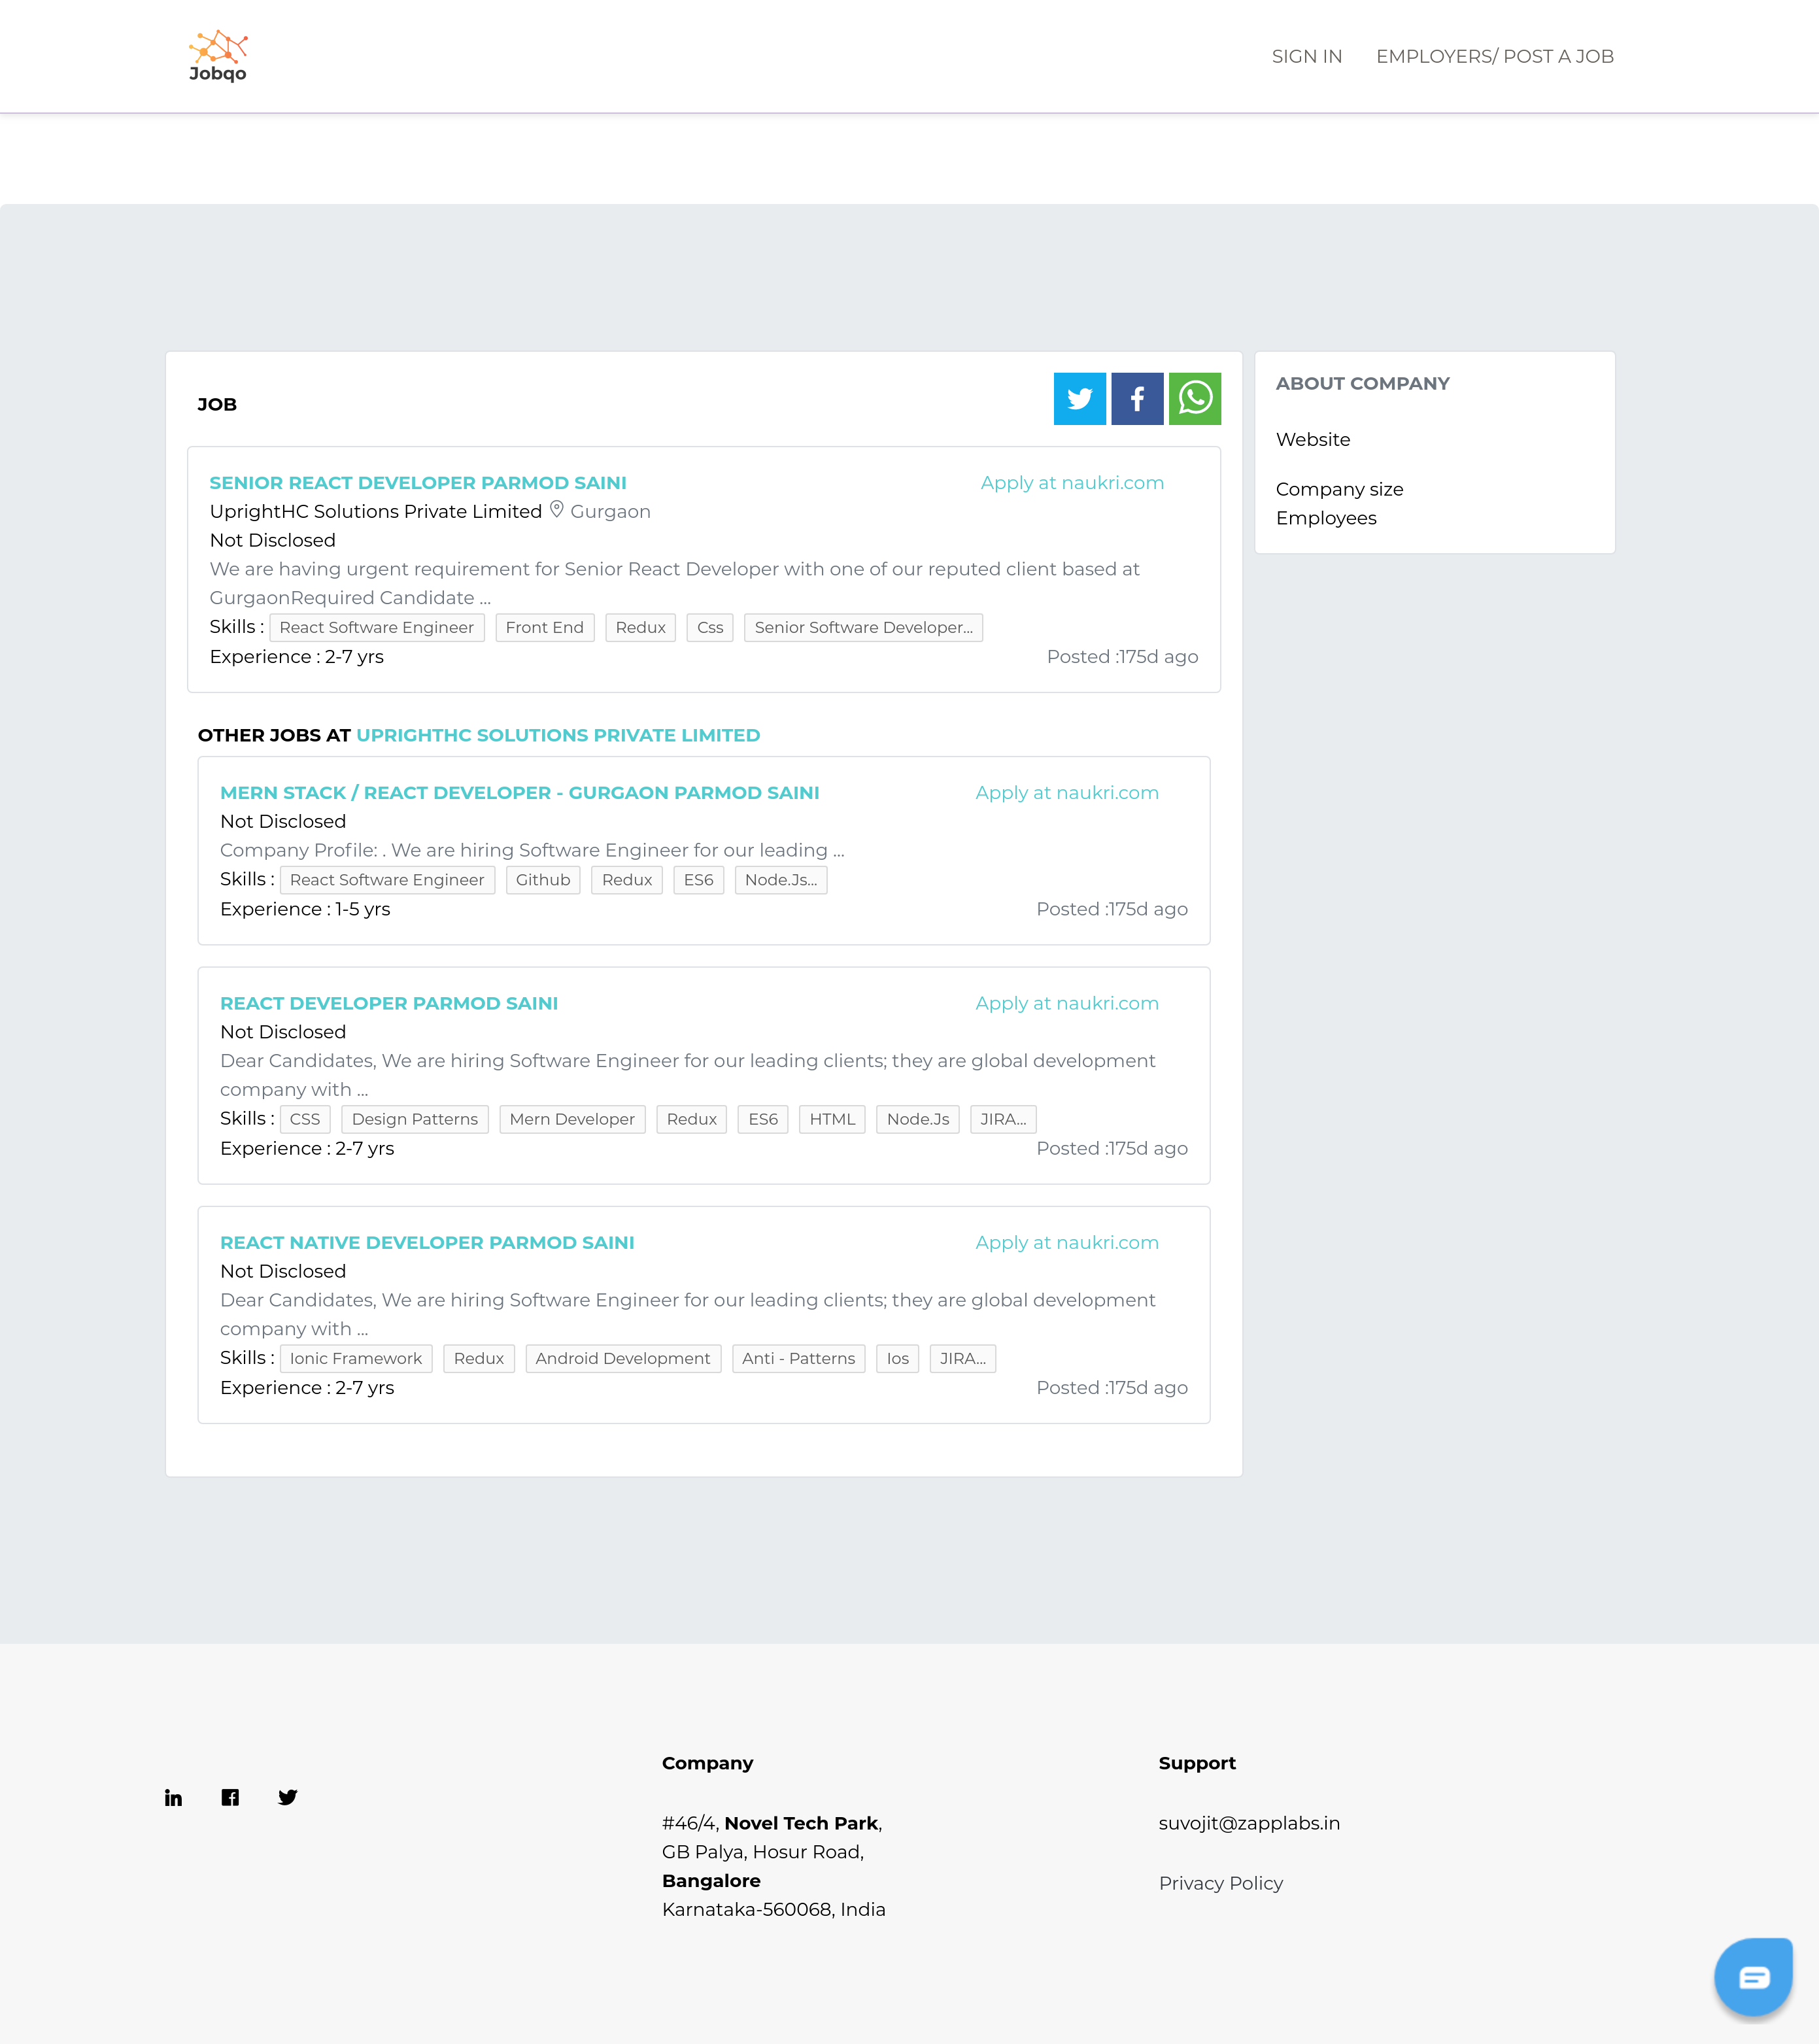 Jobqo
SIGN IN
EMPLOYERS/ POST A JOB
JOB
SENIOR REACT DEVELOPER PARMOD SAINI
Apply at naukri.com
UprightHC Solutions Private Limited Gurgaon
Not Disclosed
We are having urgent requirement for Senior React Developer with one of our reputed client based at
GurgaonRequired Candidate ...
Skills : React Software Engineer Front End Redux Css Senior Software Developer...
Experience : 2-7 yrs
Posted :175d ago
OTHER JOBS AT UPRIGHTHC SOLUTIONS PRIVATE LIMITED
MERN STACK / REACT DEVELOPER - GURGAON PARMOD SAINI
Apply at naukri.com
Not Disclosed
Company Profile: . We are hiring Software Engineer for our leading ...
Skills : React Software Engineer Github Redux ES6 Node.Js...
Experience : 1-5 yrs
Posted :175d ago
REACT DEVELOPER PARMOD SAINI
Apply at naukri.com
Not Disclosed
Dear Candidates, We are hiring Software Engineer for our leading clients; they are global development
company with ...
Skills : CSS Design Patterns Mern Developer Redux ES6 HTML Node.Js JIRA...
Experience : 2-7 yrs
Posted :175d ago
REACT NATIVE DEVELOPER PARMOD SAINI
Apply at naukri.com
Not Disclosed
Dear Candidates, We are hiring Software Engineer for our leading clients; they are global development
company with ...
Skills : Ionic Framework Redux Android Development Anti - Patterns Ios JIRA...
Experience : 2-7 yrs
Posted :175d ago
ABOUT COMPANY
Website
Company size
Employees
Company
#46/4, Novel Tech Park,
GB Palya, Hosur Road,
Bangalore
Karnataka-560068, India
Support
suvojit@zapplabs.in
Privacy Policy